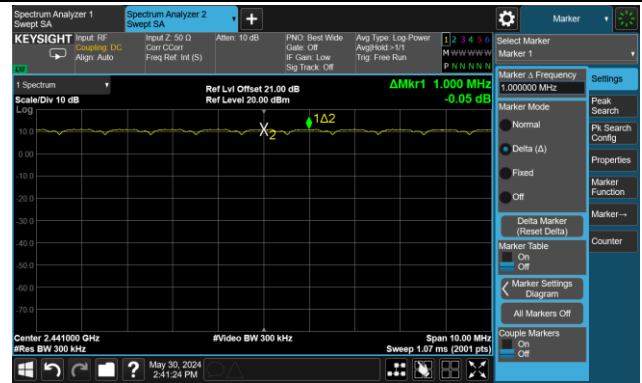 Spectrum Analyzer 1
Swept SA
Spectrum Analyzer 2
Swept SA
+
Marker
KEYSIGHT
Input: RF
Coupling: DC
Align: Auto
Input Z: 50 Ω
Corr CCorr
Freq Ref: Int (S)
Atten: 10 dB
PNO: Best Wide
Gate: Off
IF Gain: Low
Sig Track: Off
Avg Type: Log-Power
Avg|Hold:>1/1
Trig: Free Run
1 2 3 4 5 6
M W W W W W
P N N N N N
Select Marker
Marker 1
1 Spectrum
Scale/Div 10 dB
Ref Lvl Offset 21.00 dB
Ref Level 20.00 dBm
ΔMkr1 1.000 MHz
-0.05 dB
Log
10.0
0.00
-10.0
-20.0
-30.0
-40.0
-50.0
-60.0
-70.0
X2
1Δ2
Center 2.441000 GHz
#Res BW 300 kHz
#Video BW 300 kHz
Span 10.00 MHz
Sweep 1.07 ms (2001 pts)
Marker Δ Frequency
1.000000 MHz
Marker Mode
Normal
Delta (Δ)
Fixed
Off
Delta Marker
(Reset Delta)
Marker Table
On
Off
Marker Settings
Diagram
All Markers Off
Couple Markers
On
Off
Settings
Peak
Search
Pk Search
Config
Properties
Marker
Function
Marker→
Counter
?
May 30, 2024
2:41:24 PM